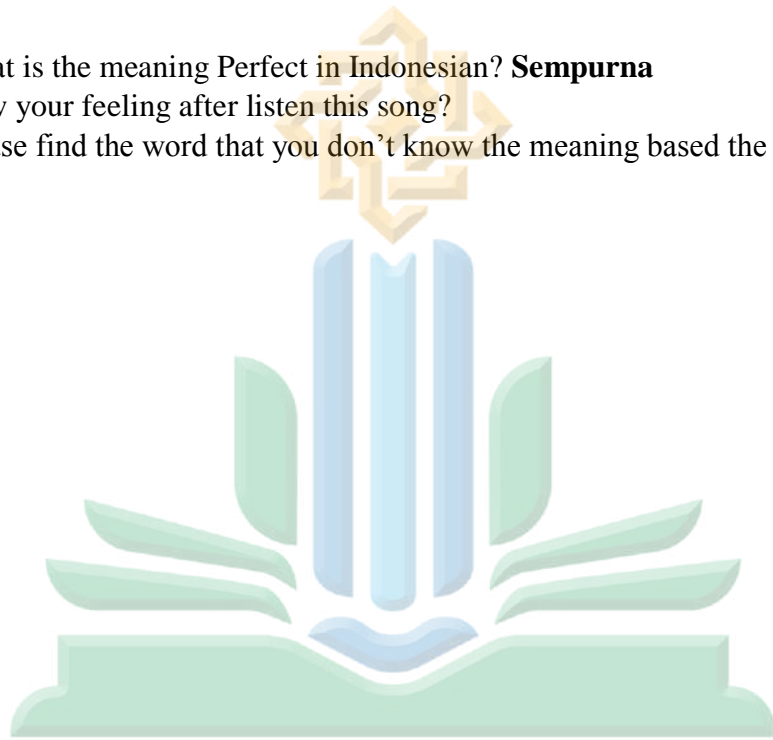 at is the meaning Perfect in Indonesian? Sempurna
your feeling after listen this song?
se find the word that you don’t know the meaning based the